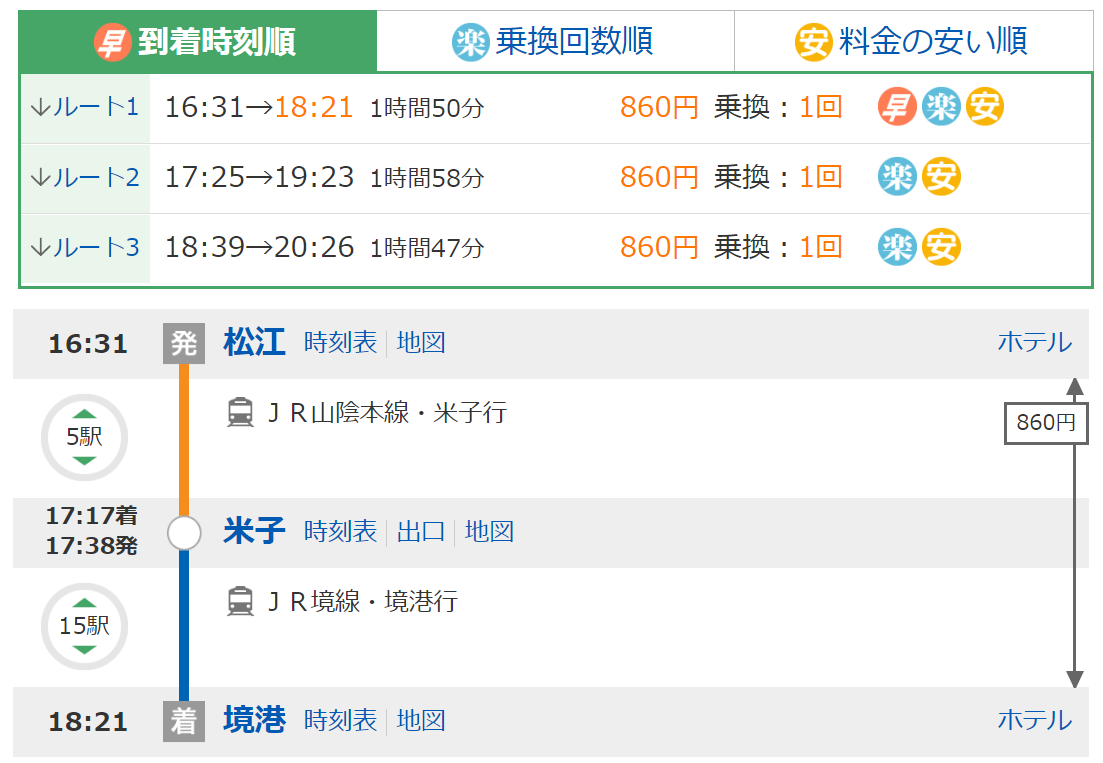 早 到着時刻順 楽 乗換回数順 安 料金の安い順
↓ルート1 16:31→18:21 1時間50分 860円 乗換：1回 早 楽 安
↓ルート2 17:25→19:23 1時間58分 860円 乗換：1回 楽 安
↓ルート3 18:39→20:26 1時間47分 860円 乗換：1回 楽 安
16:31 発 松江 時刻表 地図 ホテル
ＪＲ山陰本線・米子行
860円
5駅
17:17着
17:38発
米子 時刻表 出口 地図
ＪＲ境線・境港行
15駅
18:21 着 境港 時刻表 地図 ホテル